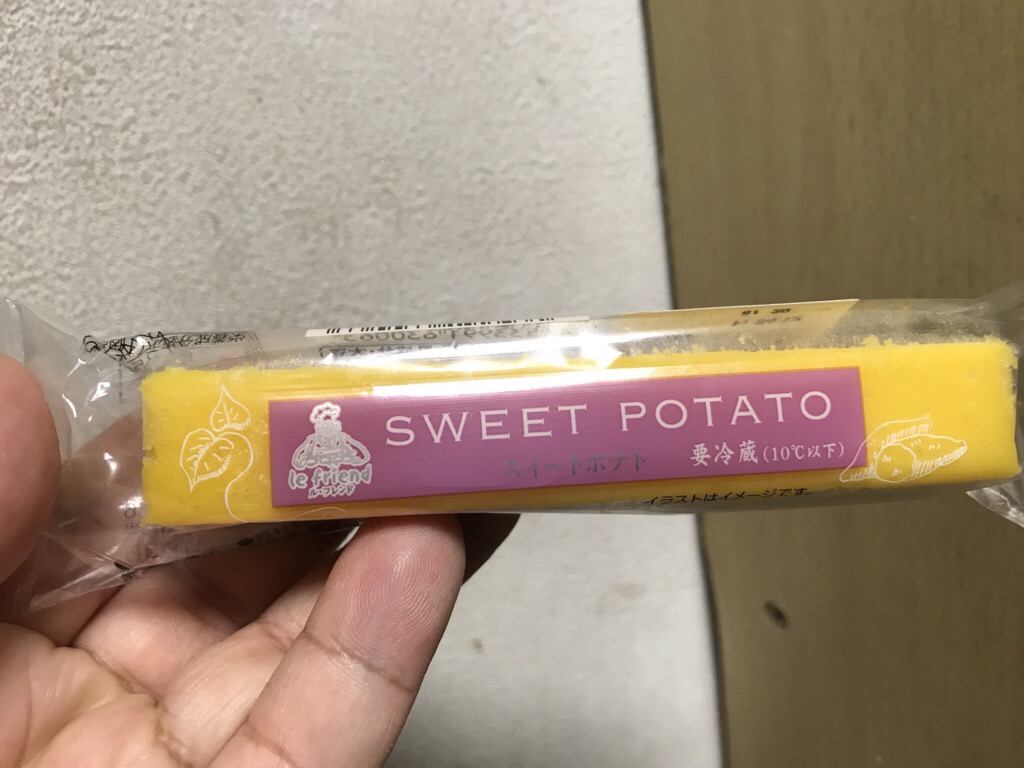 SWEET POTATO
le friend
ル・フレンド
スイートポテト
要冷蔵(10℃以下)
イラストはイメージです。